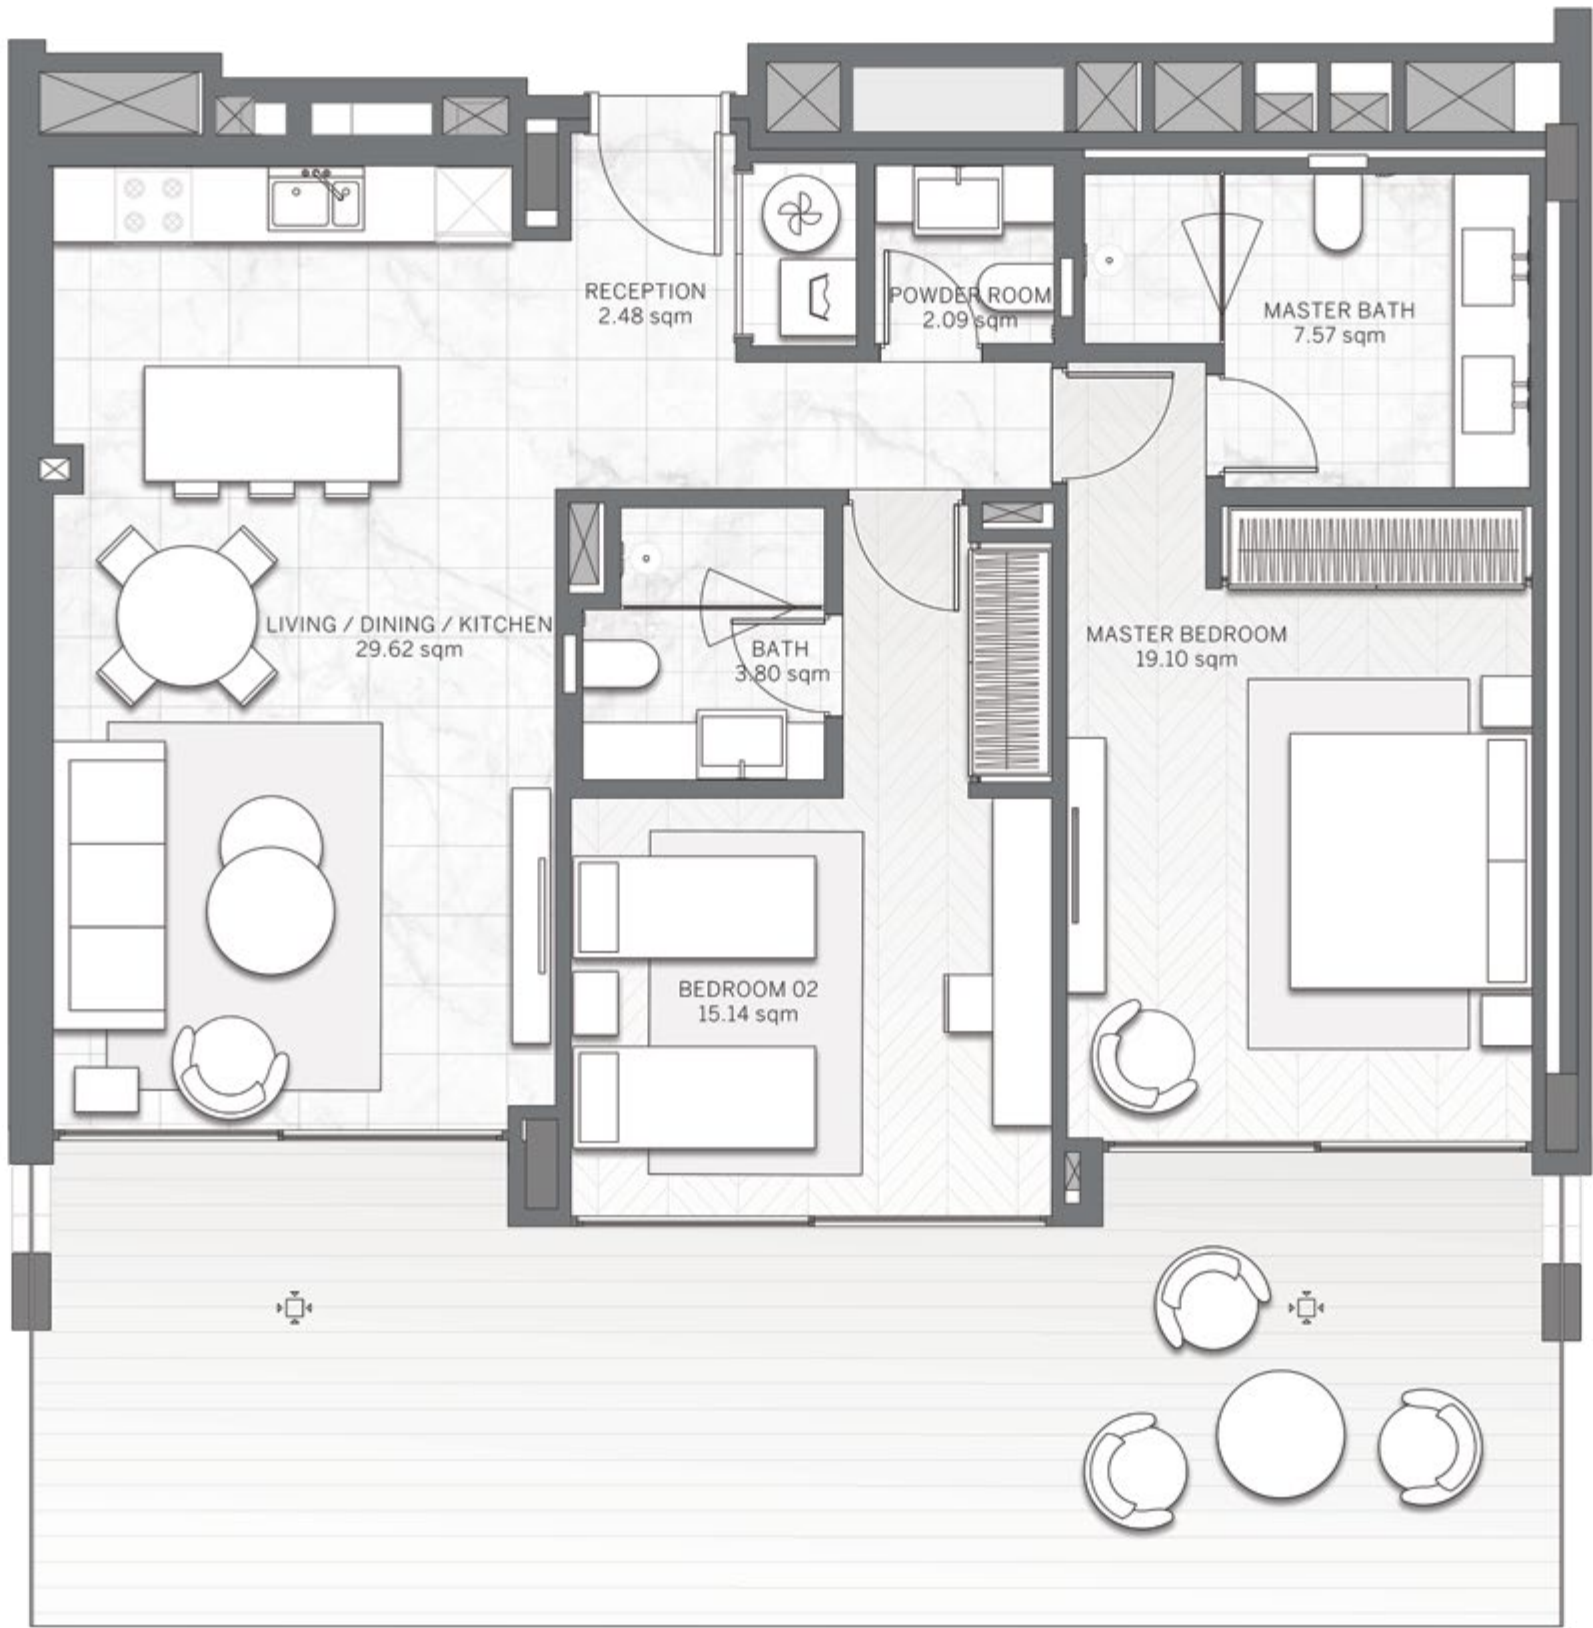 RECEPTION
2.48 sqm
POWDER ROOM
2.09 sqm
MASTER BATH
7.57 sqm
LIVING / DINING / KITCHEN
29.62 sqm
BATH
3.80 sqm
MASTER BEDROOM
19.10 sqm
BEDROOM 02
15.14 sqm